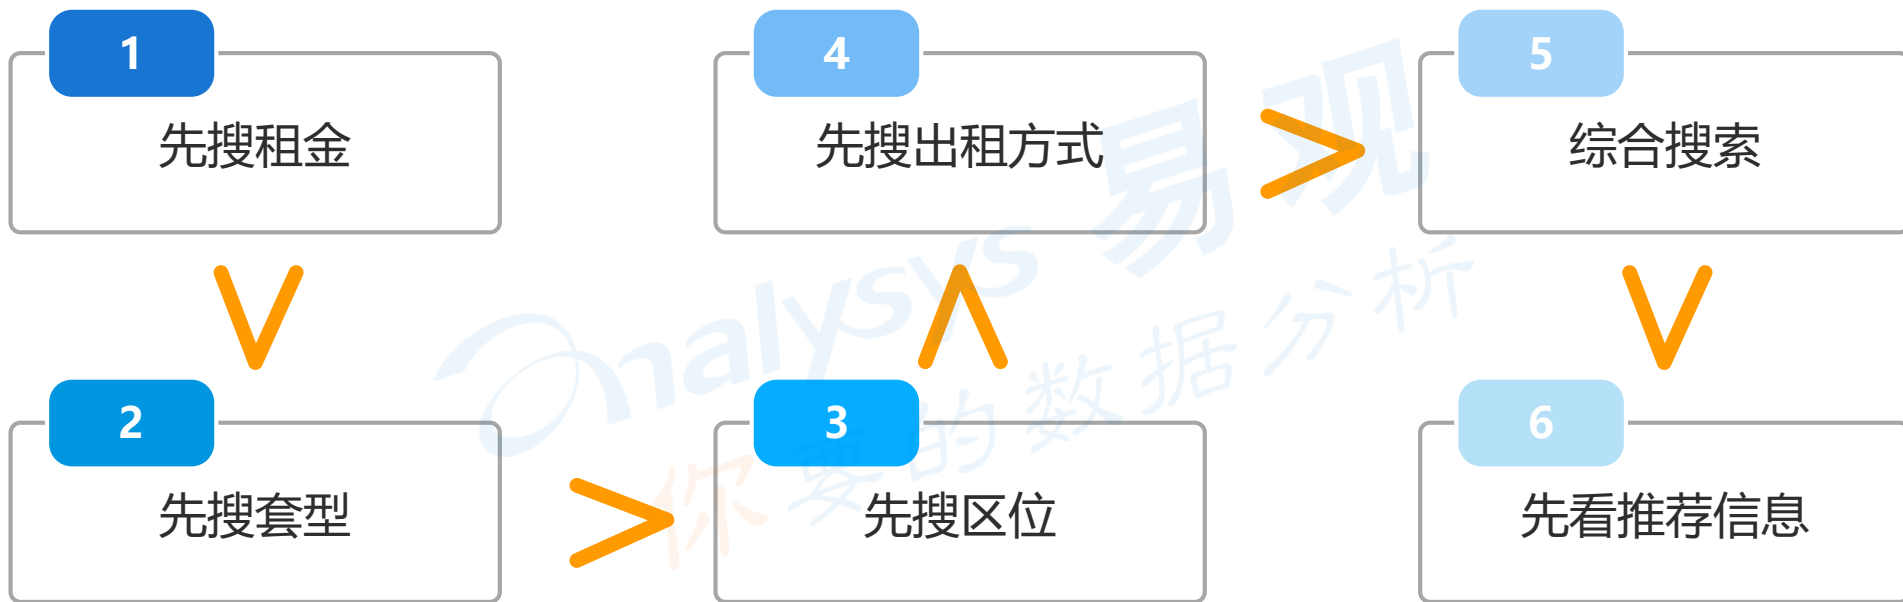 1
先搜租金
2
先搜套型
3
先搜区位
4
先搜出租方式
5
综合搜索
6
先看推荐信息
analysys 易观
你要的数据分析